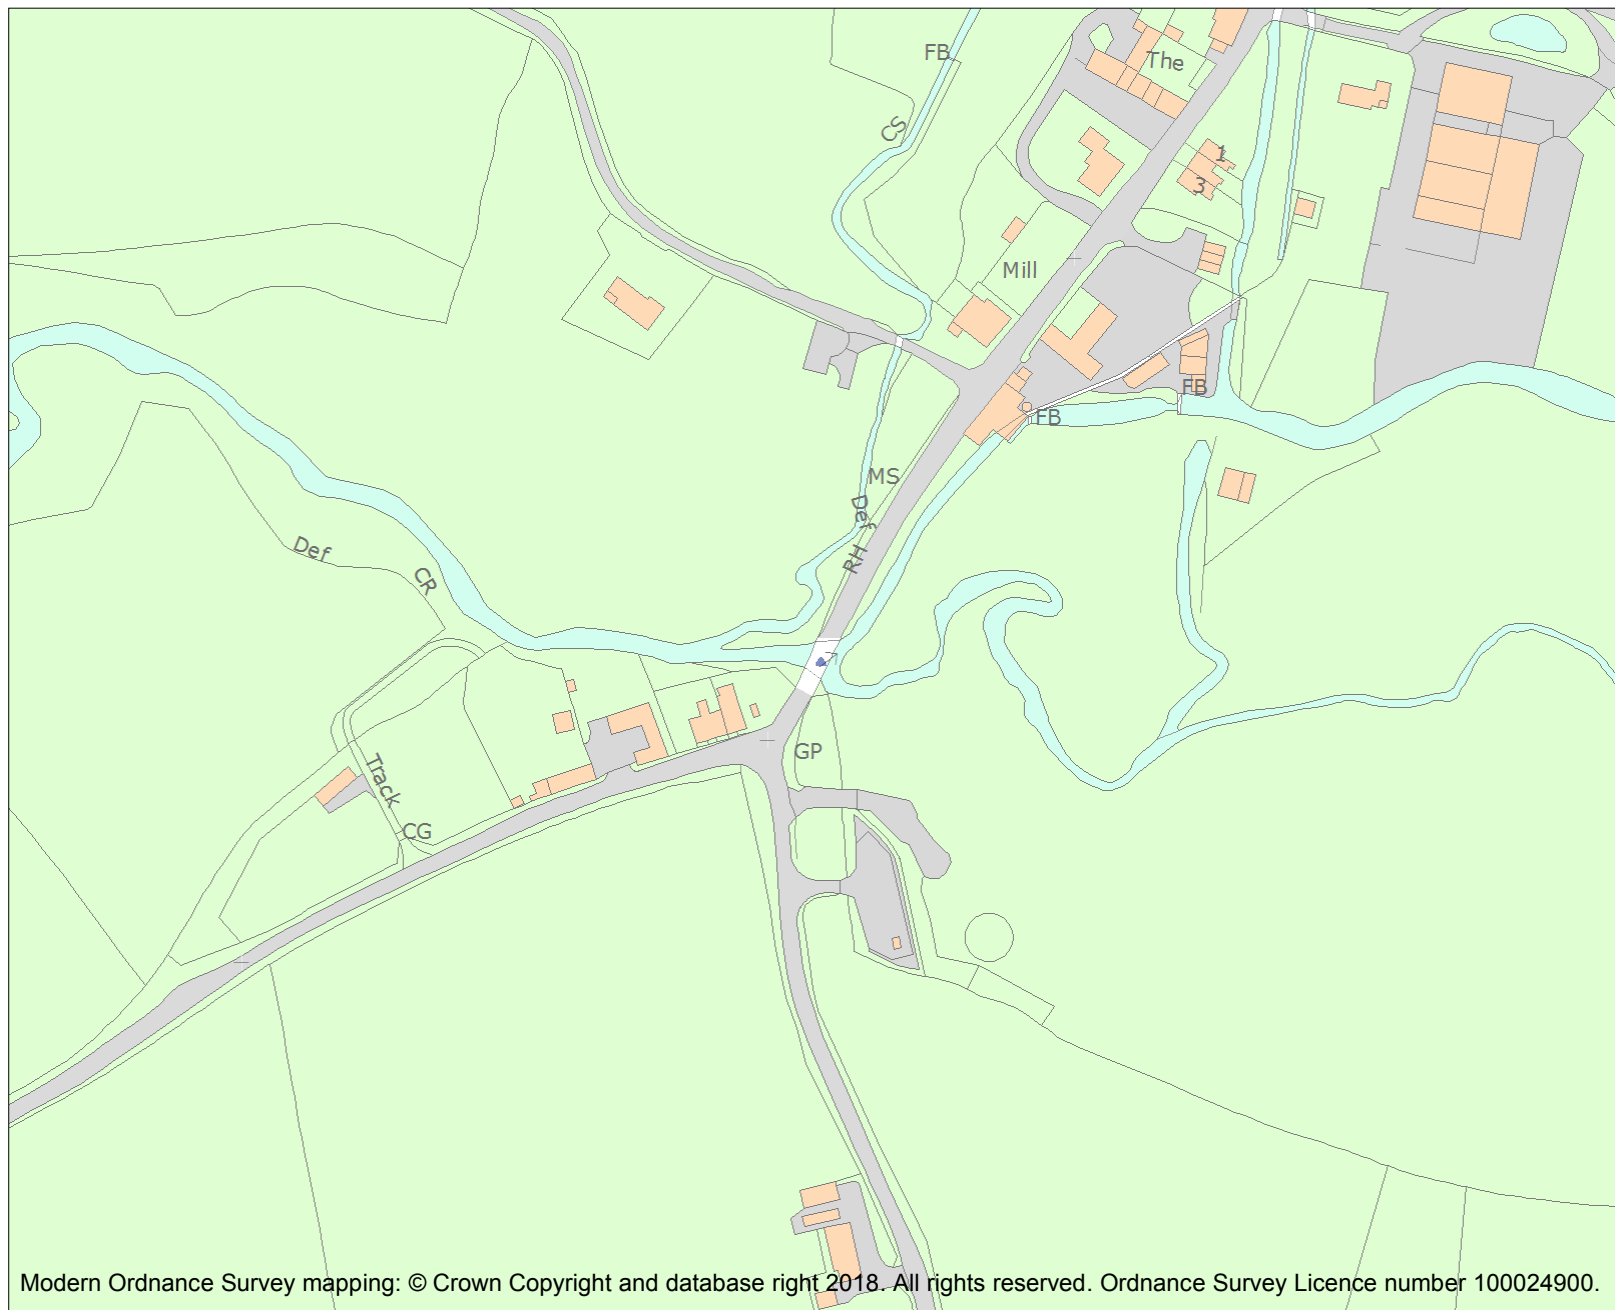 FB
The
CS
1
3
Mill
FB
FB
MS
Def
RH
Def
CR
GP
Track
CG
Modern Ordnance Survey mapping: © Crown Copyright and database right 2018. All rights reserved. Ordnance Survey Licence number 100024900.